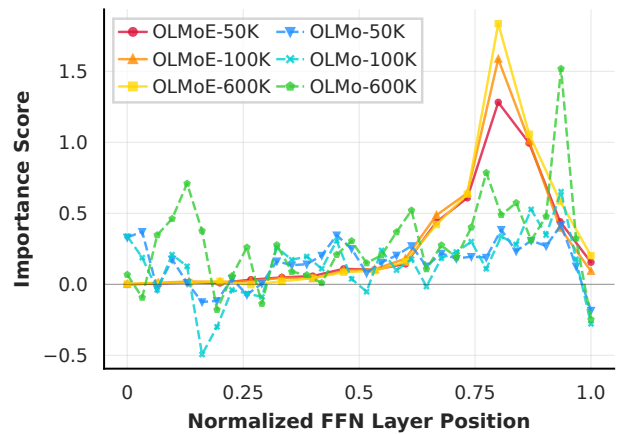 OLMoE-50K
OLMoE-100K
OLMoE-600K
OLMo-50K
OLMo-100K
OLMo-600K
Importance Score
1.5
1.0
0.5
0.0
−0.5
0
0.25
0.5
0.75
1.0
Normalized FFN Layer Position